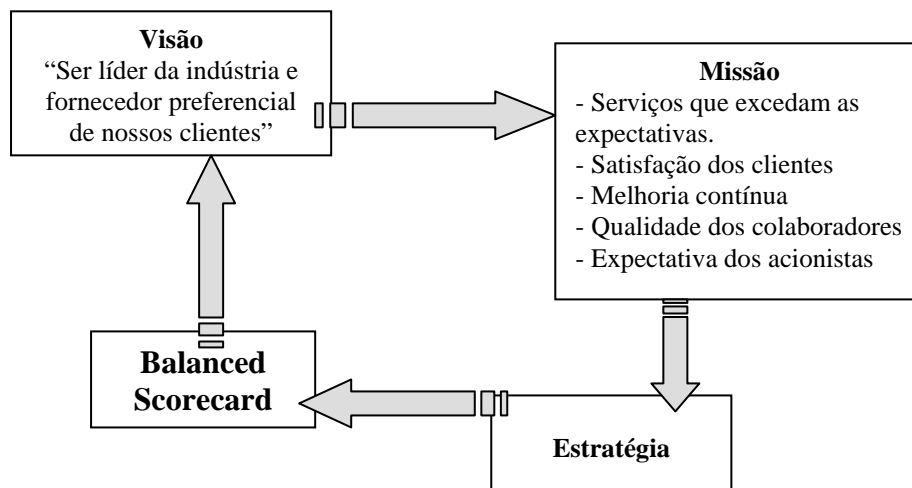 Visão
“Ser líder da indústria e
fornecedor preferencial
de nossos clientes”
Missão
- Serviços que excedam as
expectativas.
- Satisfação dos clientes
- Melhoria contínua
- Qualidade dos colaboradores
- Expectativa dos acionistas
Balanced
Scorecard
Estratégia